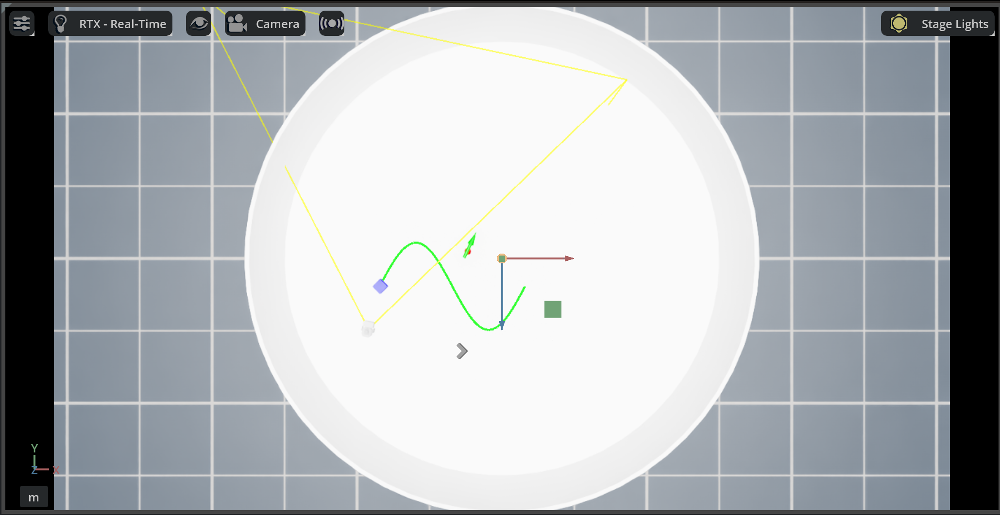 RTX - Real-Time
Camera
Stage Lights
Y
Z X
m